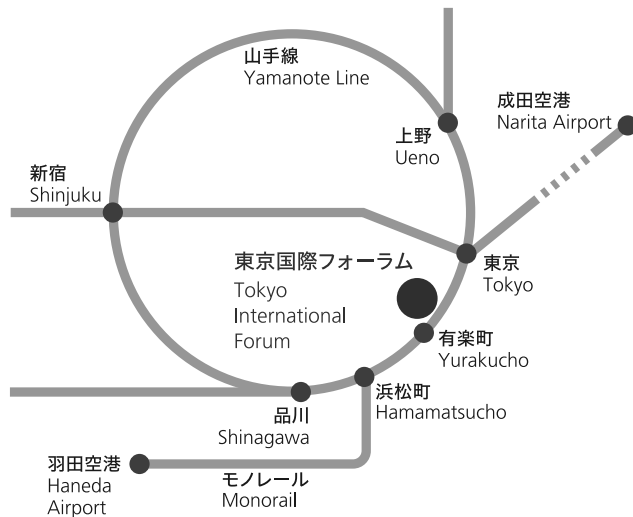 山手線
Yamanote Line
成田空港
Narita Airport
上野
Ueno
新宿
Shinjuku
東京国際フォーラム
Tokyo
International
Forum
東京
Tokyo
有楽町
Yurakucho
浜松町
Hamamatsucho
品川
Shinagawa
羽田空港
Haneda
Airport
モノレール
Monorail